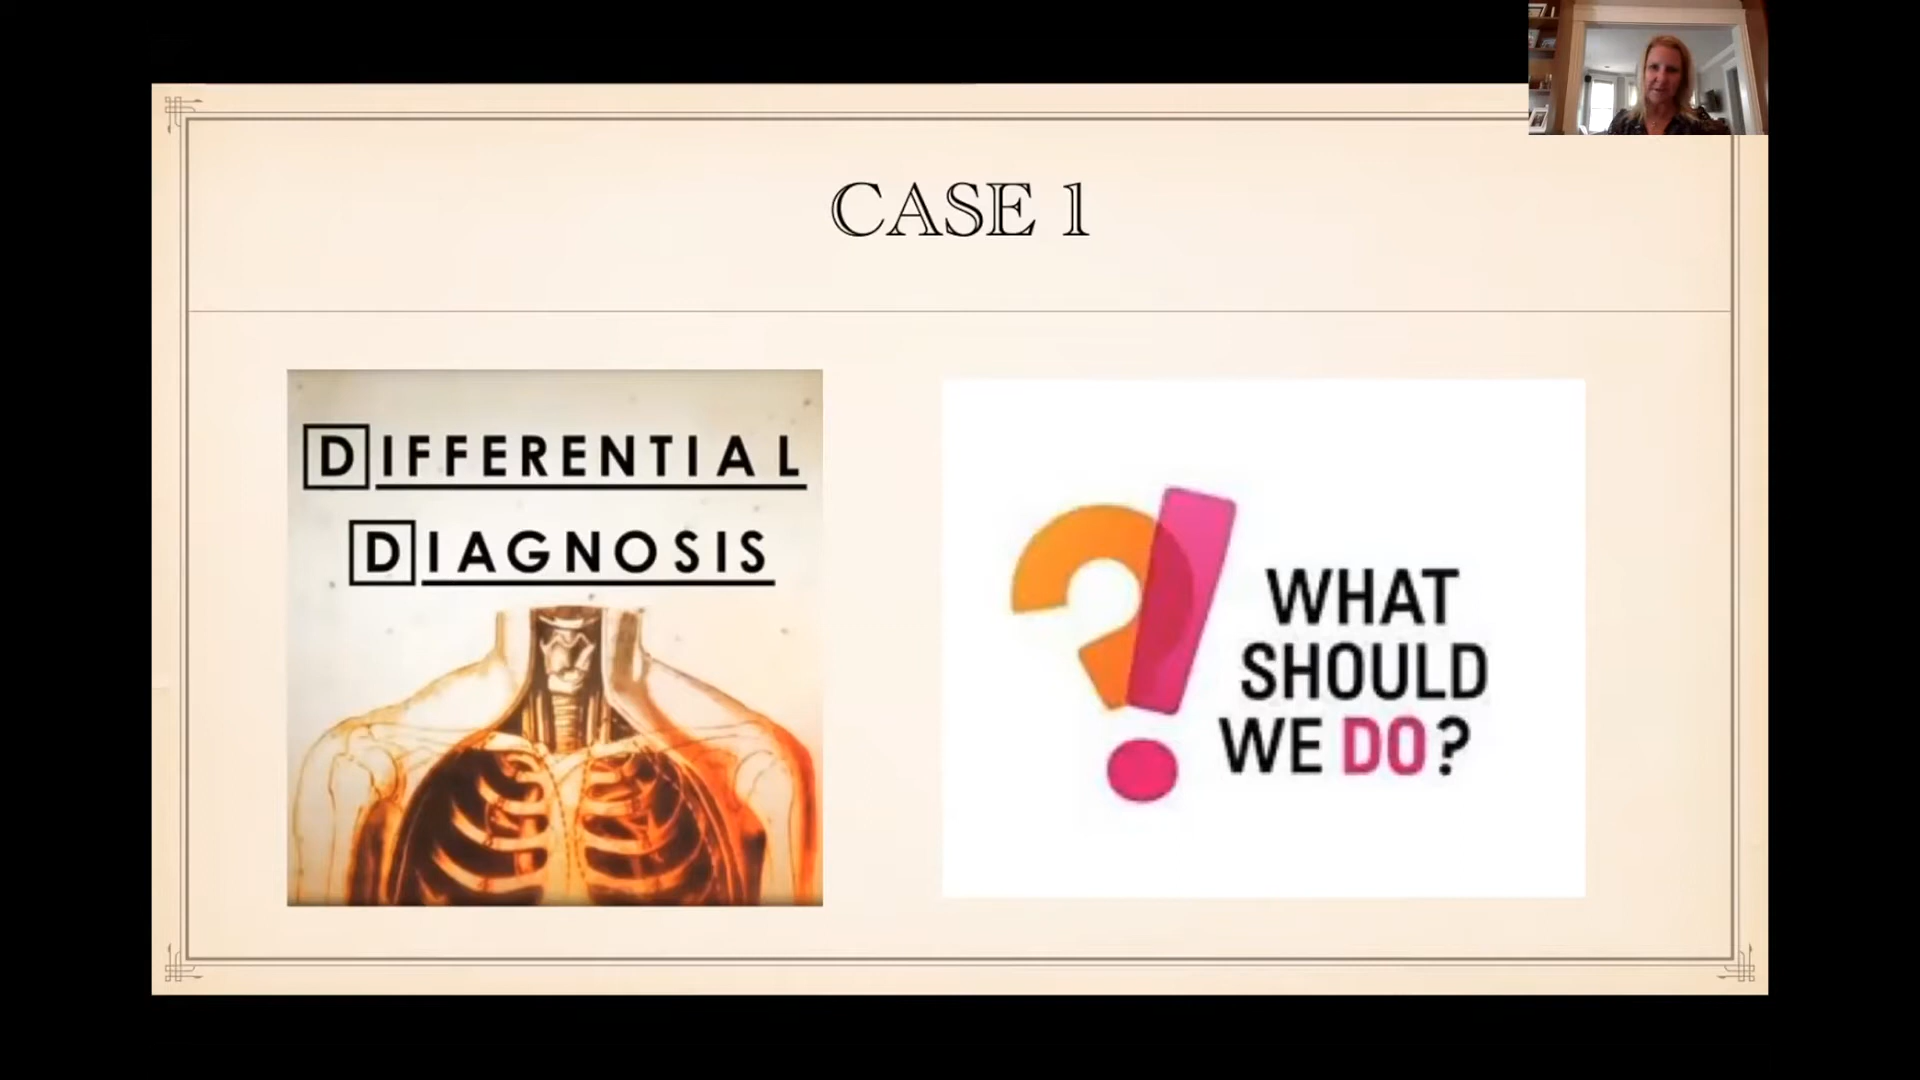 CASE 1
DIFFERENTIAL
DIAGNOSIS
WHAT
SHOULD
WE DO?